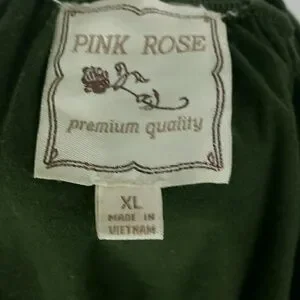 PINK ROSE
premium quality
XL
MADE IN
VIETNAM